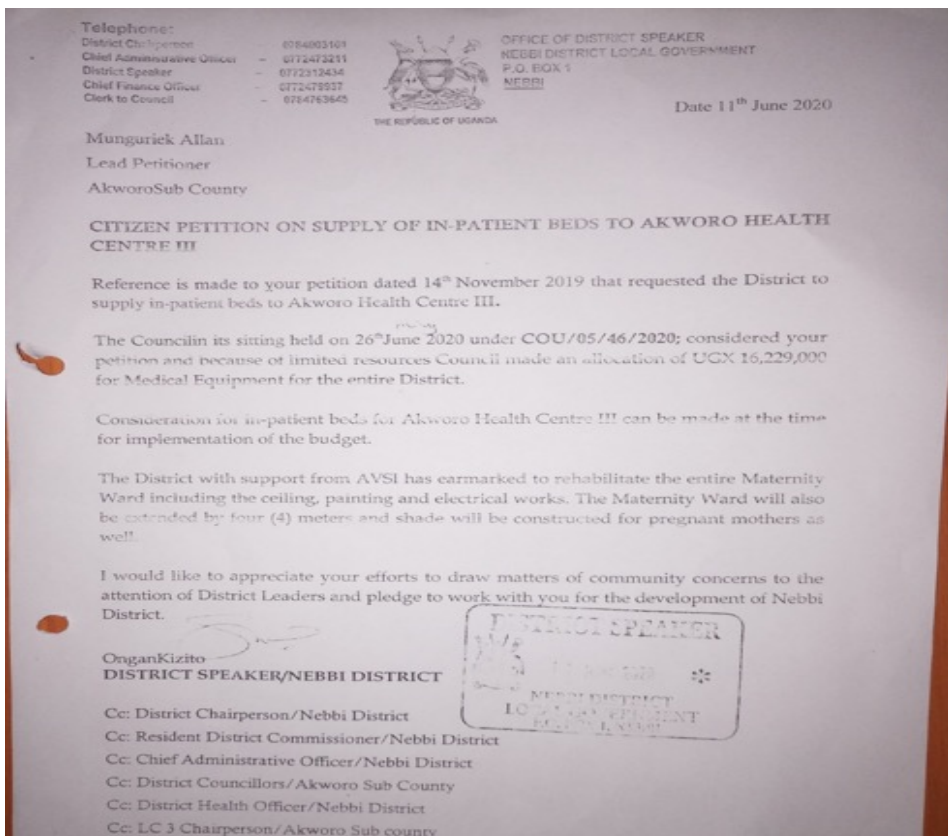 Telephone:
District Chairperson 0784003101
Chief Administrative Officer – 0772473211
District Speaker – 0772312434
Chief Finance Officer – 0772478937
Clerk to Council – 0784763645
THE REPUBLIC OF UGANDA
OFFICE OF DISTRICT SPEAKER
NEBBI DISTRICT LOCAL GOVERNMENT
P.O. BOX 1
NEBBI
Date 11th June 2020
Munguriek Allan
Lead Petitioner
AkworoSub County
CITIZEN PETITION ON SUPPLY OF IN-PATIENT BEDS TO AKWORO HEALTH
CENTRE III
Reference is made to your petition dated 14th November 2019 that requested the District to
supply in-patient beds to Akworo Health Centre III.
The Councilin its sitting held on 26thJune 2020 under COU/05/46/2020; considered your
petition and because of limited resources Council made an allocation of UGX 16,229,000
for Medical Equipment for the entire District.
Consideration for in-patient beds for Akworo Health Centre III can be made at the time
for implementation of the budget.
The District with support from AVSI has earmarked to rehabilitate the entire Maternity
Ward including the ceiling, painting and electrical works. The Maternity Ward will also
be extended by four (4) meters and shade will be constructed for pregnant mothers as
well.
I would like to appreciate your efforts to draw matters of community concerns to the
attention of District Leaders and pledge to work with you for the development of Nebbi
District.
DISTRICT SPEAKER
NEBBI DISTRICT
LOCAL GOVERNMENT
OnganKizito
DISTRICT SPEAKER/NEBBI DISTRICT
Cc: District Chairperson/Nebbi District
Cc: Resident District Commissioner/Nebbi District
Cc: Chief Administrative Officer/Nebbi District
Cc: District Councillors/Akworo Sub County
Cc: District Health Officer/Nebbi District
Cc: LC 3 Chairperson/Akworo Sub county